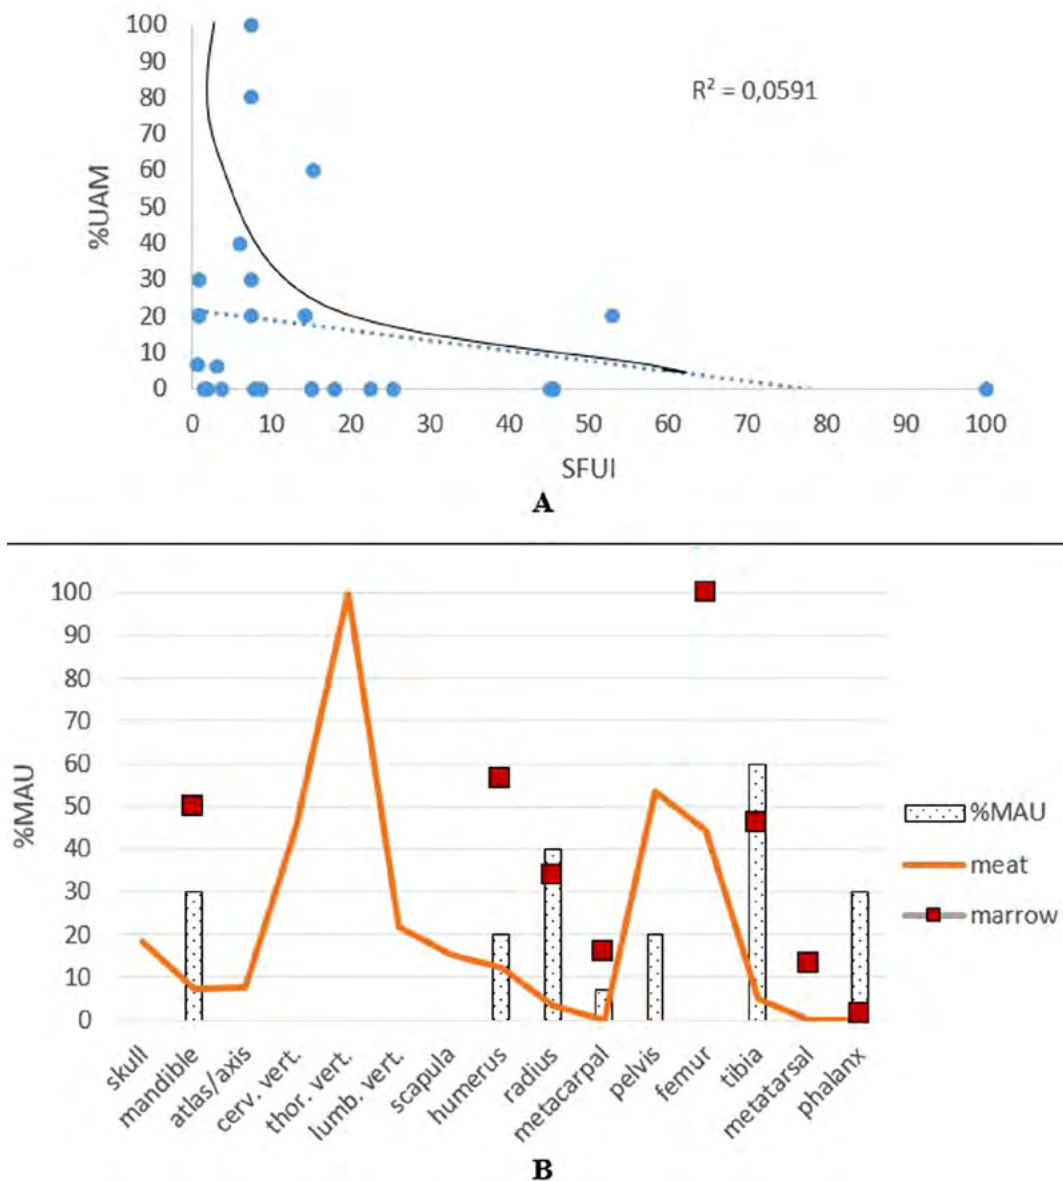 100
90
80
70
60
50
40
30
20
10
0
%UAM
R² = 0,0591
0 10 20 30 40 50 60 70 80 90 100
SFUI
A
100
90
80
70
60
50
40
30
20
10
0
%MAU
%MAU
meat
marrow
skull
mandible
atlas/axis
cerv. vert.
thor. vert.
lumb. vert.
scapula
humerus
radius
metacarpal
pelvis
femur
tibia
metatarsal
phalanx
B